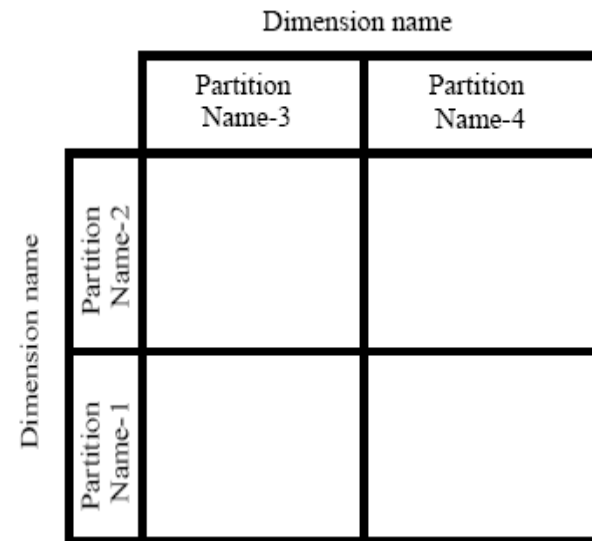 Dimension name
Partition
Name-3
Partition
Name-4
Dimension name
Partition
Name-2
Partition
Name-1